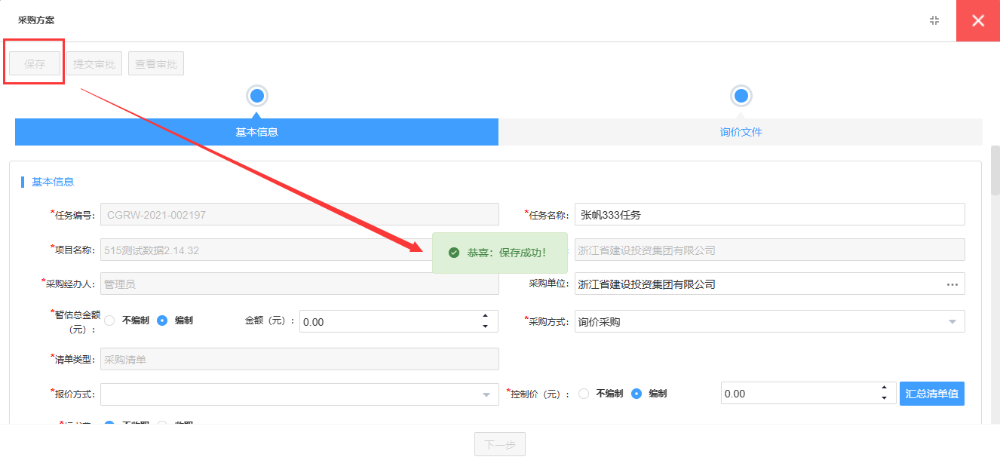 采购方案
保存 提交审批 查看审批
基本信息 询价文件
基本信息
*任务编号: CGRW-2021-002197 *任务名称: 张帆333任务
*项目名称: 515测试数据2.14.32 : 浙江省建设投资集团有限公司
恭喜: 保存成功!
*采购经办人: 管理员 采购单位: 浙江省建设投资集团有限公司 ...
*暂估总金额（元）: 不编制 编制 金额（元）: 0.00 *采购方式: 询价采购
*清单类型: 采购清单
*报价方式: *控制价（元）: 不编制 编制 0.00 汇总清单值
下一步